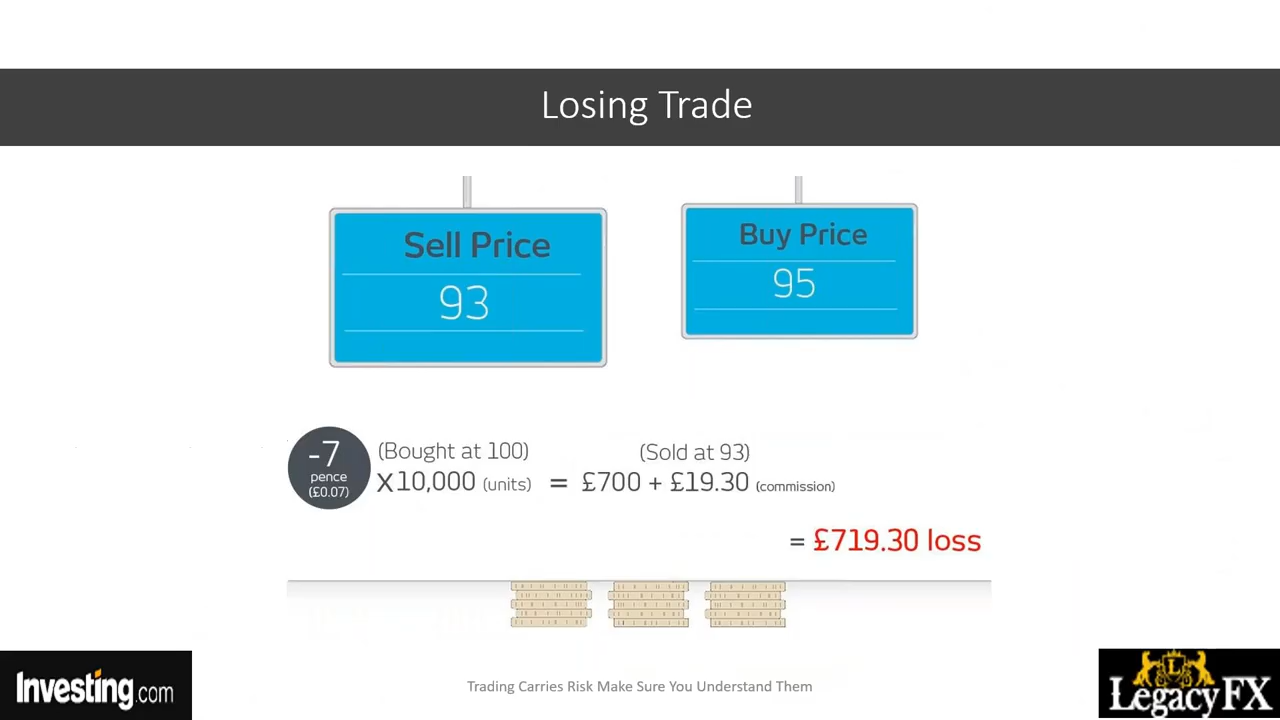 Losing Trade
Sell Price
93
Buy Price
95
-7
pence
(£0.07)
(Bought at 100)
(Sold at 93)
X 10,000 (units) = £700 + £19.30 (commission)
= £719.30 loss
Trading Carries Risk Make Sure You Understand Them
Investing.com
L
LegacyFX